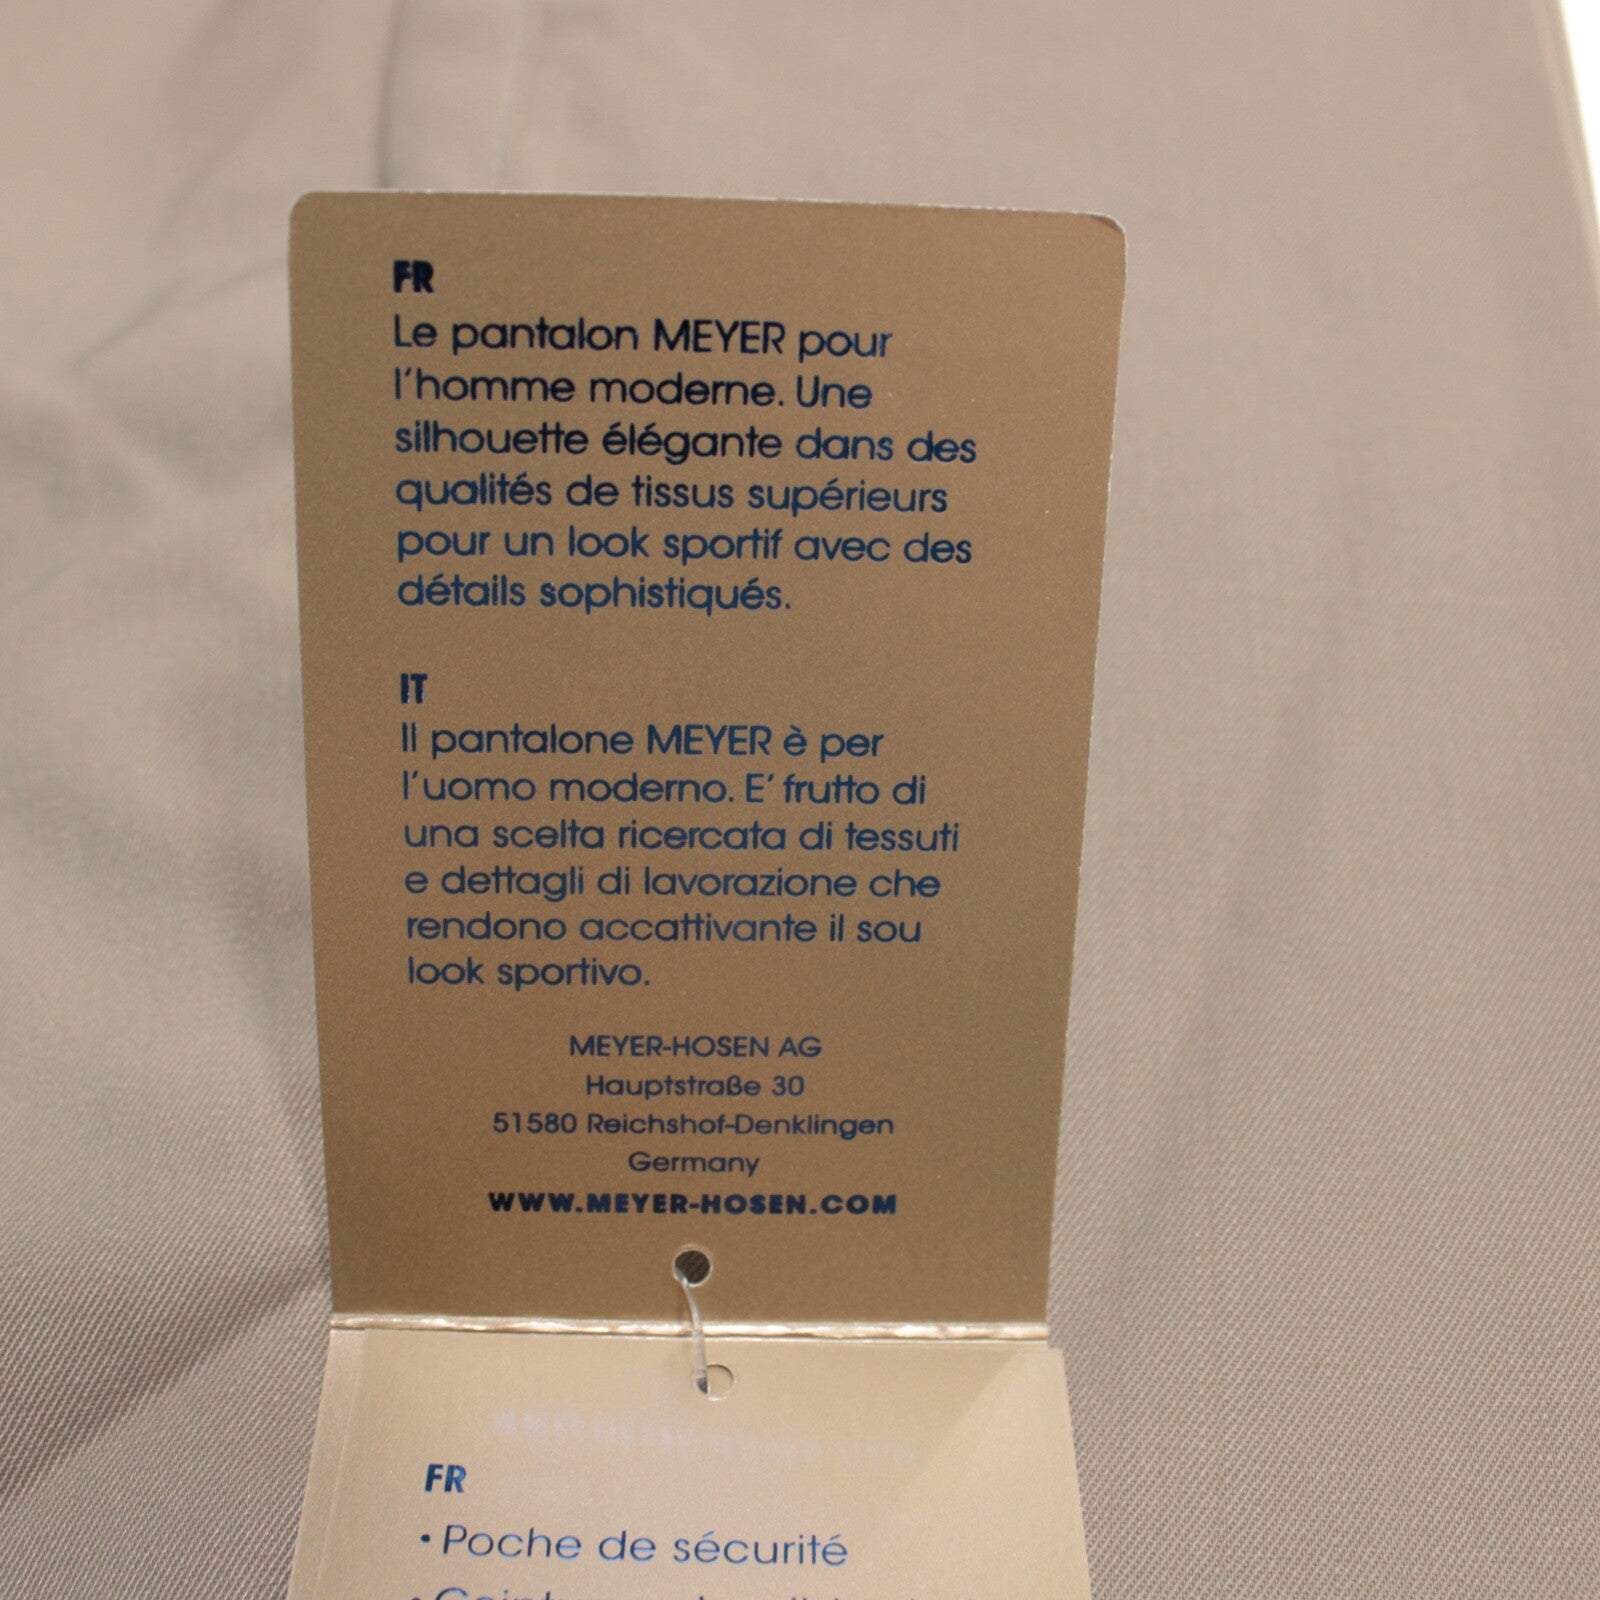 FR
Le pantalon MEYER pour
l'homme moderne. Une
silhouette élégante dans des
qualités de tissus supérieurs
pour un look sportif avec des
détails sophistiqués.
IT
Il pantalone MEYER è per
l'uomo moderno. E' frutto di
una scelta ricercata di tessuti
e dettagli di lavorazione che
rendono accattivante il sou
look sportivo.
MEYER-HOSEN AG
Hauptstraße 30
51580 Reichshof-Denklingen
Germany
WWW.MEYER-HOSEN.COM
FR
• Poche de sécurité